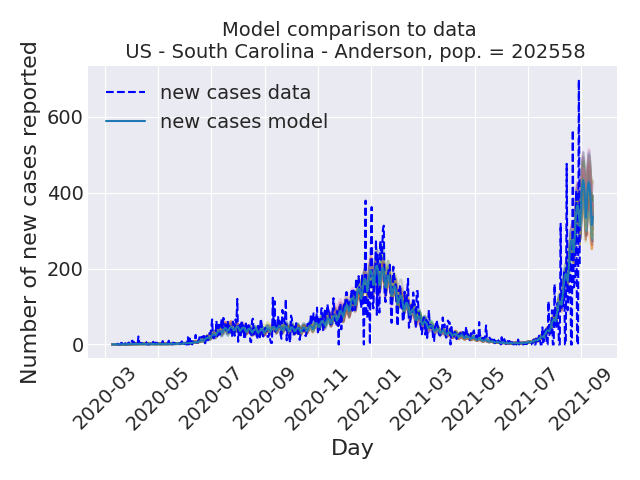 Model comparison to data
US - South Carolina - Anderson, pop. = 202558
Number of new cases reported
new cases data
new cases model
600
400
200
0
2020-03
2020-05
2020-07
2020-09
2020-11
2021-01
2021-03
2021-05
2021-07
2021-09
Day